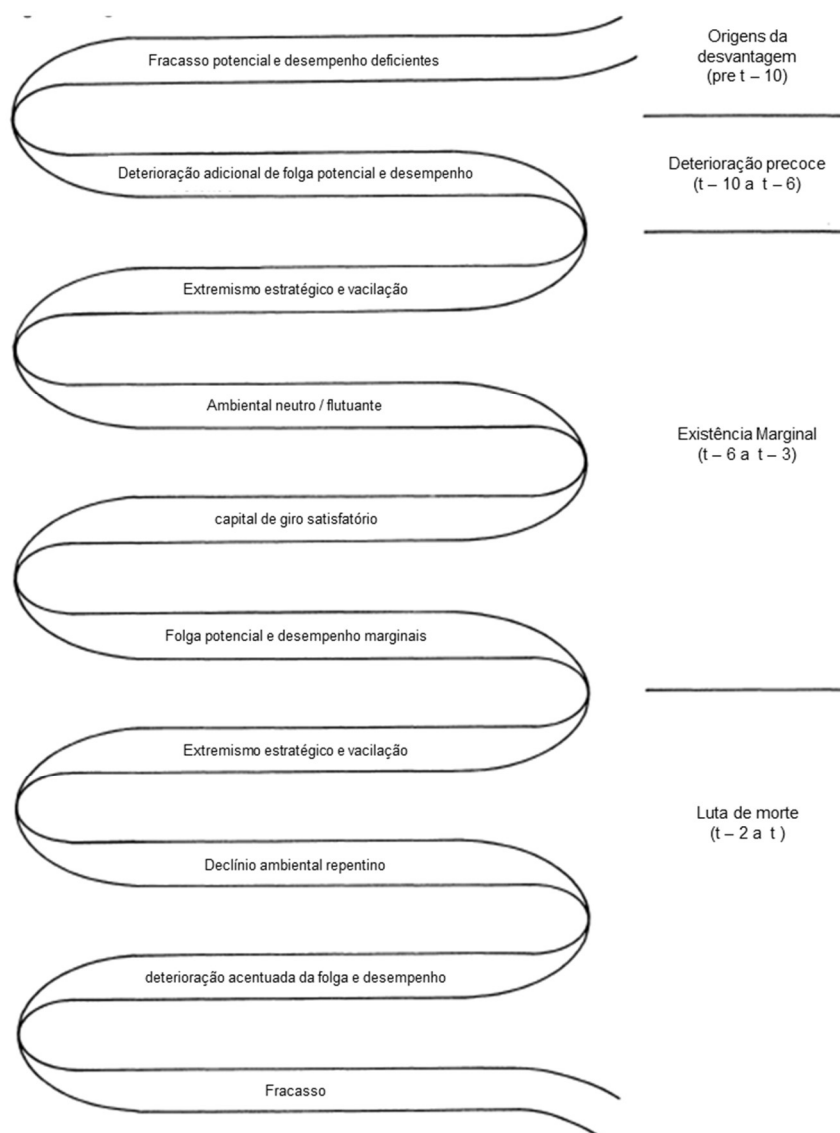 Origens da
desvantagem
(pre t – 10)
Fracasso potencial e desempenho deficientes
Deterioração precoce
(t – 10 a t – 6)
Deterioração adicional de folga potencial e desempenho
Extremismo estratégico e vacilação
Ambiental neutro / flutuante
Existência Marginal
(t – 6 a t – 3)
capital de giro satisfatório
Folga potencial e desempenho marginais
Extremismo estratégico e vacilação
Luta de morte
(t – 2 a t )
Declínio ambiental repentino
deterioração acentuada da folga e desempenho
Fracasso